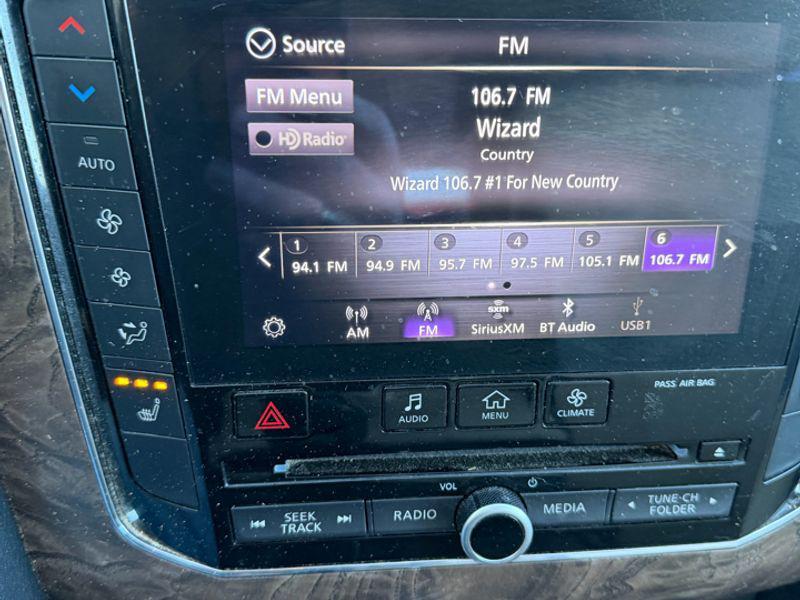 Source
FM
FM Menu
106.7 FM
HD Radio
Wizard
Country
Wizard 106.7 #1 For New Country
1 2 3 4 5 6
94.1 FM 94.9 FM 95.7 FM 97.5 FM 105.1 FM 106.7 FM
AM FM sxm SiriusXM BT Audio USB1
AUTO
AUDIO
MENU
CLIMATE
PASS AIR BAG
VOL
SEEK
TRACK
RADIO
MEDIA
TUNE·CH
FOLDER